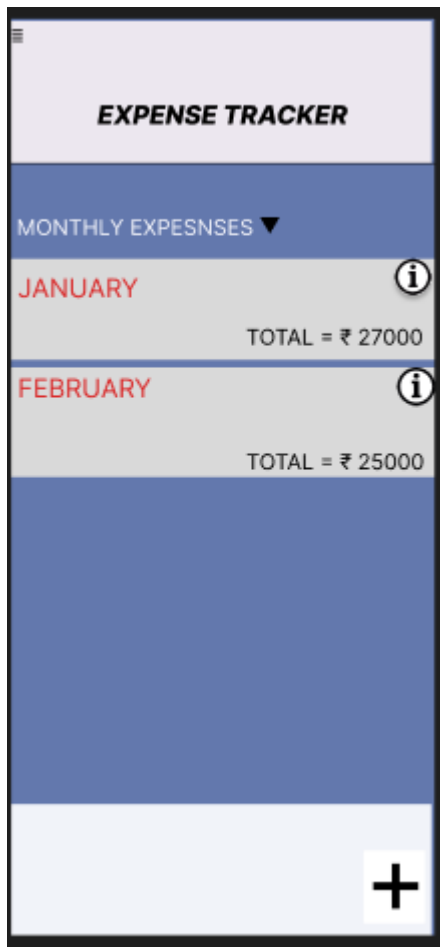 EXPENSE TRACKER
MONTHLY EXPESNSES ▼
JANUARY
TOTAL = ₹ 27000
FEBRUARY
TOTAL = ₹ 25000